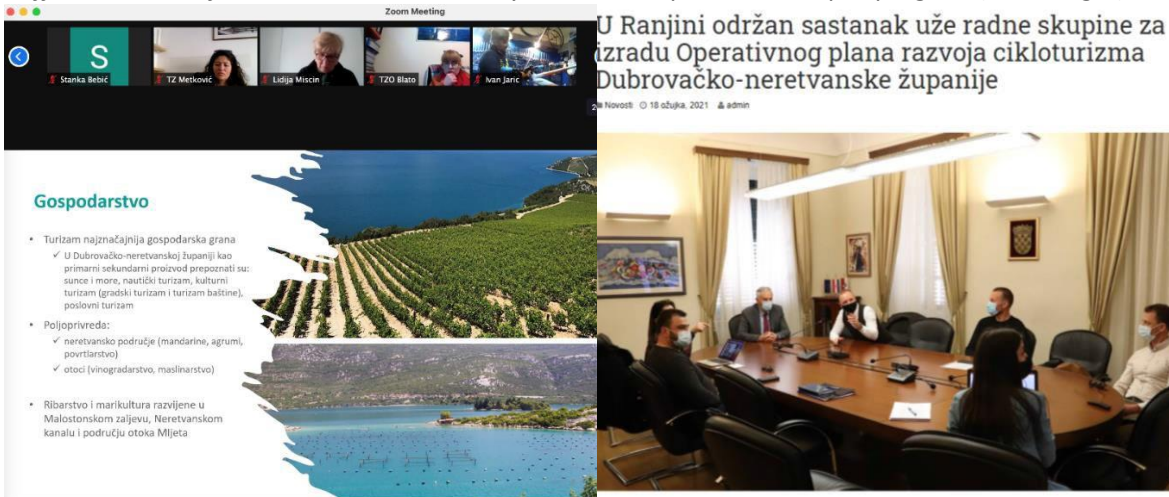 Zoom Meeting
S
Stanka Bebić
TZ Metković
Lidija Miscin
TZO Blato
Ivan Jaric
2
Gospodarstvo
• Turizam najznačajnija gospodarska grana
✓ U Dubrovačko-neretvanskoj županiji kao
primarni sekundarni proizvod prepoznati su:
sunce i more, nautički turizam, kulturni
turizam (gradski turizam i turizam baštine),
poslovni turizam
• Poljoprivreda:
✓ neretvansko područje (mandarine, agrumi,
povrtlarstvo)
✓ otoci (vinogradarstvo, maslinarstvo)
• Ribarstvo i marikultura razvijene u
Malostonskom zaljevu, Neretvanskom
kanalu i području otoka Mljeta
U Ranjini održan sastanak uže radne skupine za
izradu Operativnog plana razvoja cikloturizma
Dubrovačko-neretvanske županije
Novosti 18 ožujka, 2021 admin